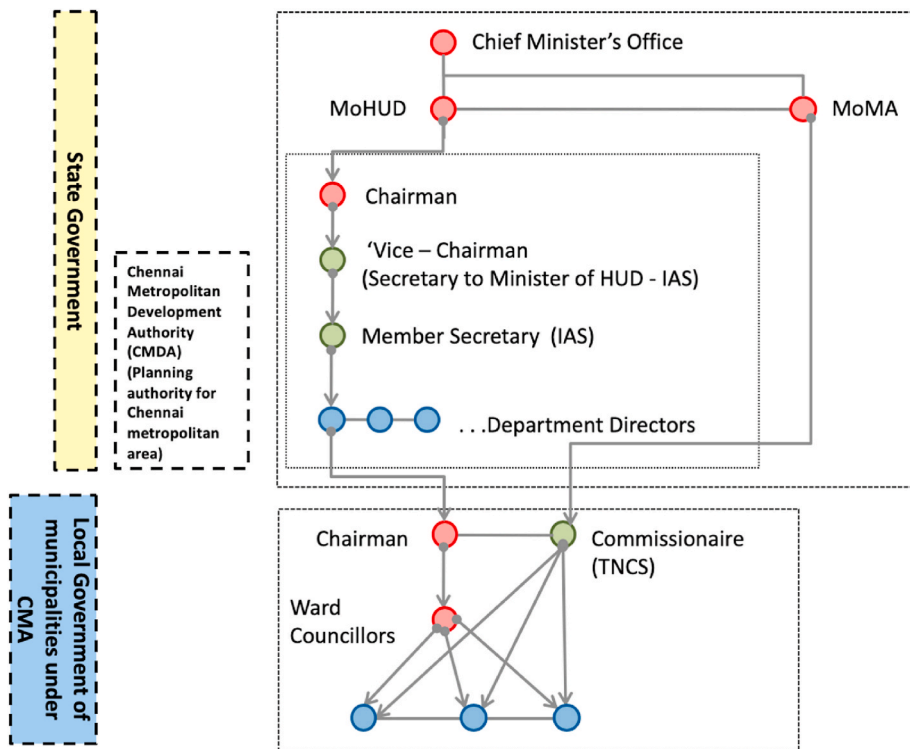 Chief Minister's Office
MoHUD
MoMA
State Government
Chairman
'Vice – Chairman
(Secretary to Minister of HUD - IAS)
Chennai
Metropolitan
Development
Authority
(CMDA)
(Planning
authority for
Chennai
metropolitan
area)
Member Secretary (IAS)
. . .Department Directors
Local Government of
municipalities under
CMA
Chairman
Commissionaire
(TNCS)
Ward
Councillors